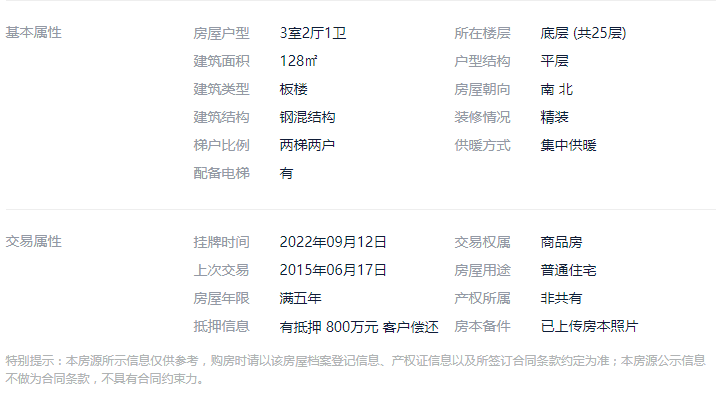 基本属性 房屋户型 3室2厅1卫 所在楼层 底层 (共25层)
建筑面积 128㎡ 户型结构 平层
建筑类型 板楼 房屋朝向 南 北
建筑结构 钢混结构 装修情况 精装
梯户比例 两梯两户 供暖方式 集中供暖
配备电梯 有
交易属性 挂牌时间 2022年09月12日 交易权属 商品房
上次交易 2015年06月17日 房屋用途 普通住宅
房屋年限 满五年 产权所属 非共有
抵押信息 有抵押 800万元 客户偿还 房本备件 已上传房本照片
特别提示：本房源所示信息仅供参考，购房时请以该房屋档案登记信息、产权证信息以及所签订合同条款约定为准；本房源公示信息
不做为合同条款，不具有合同约束力。